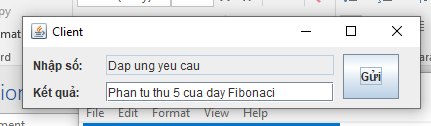 Client
Nhập số: Dap ung yeu cau
Kết quả: Phan tu thu 5 cua day Fibonaci
Gửi
File Edit Format View Help